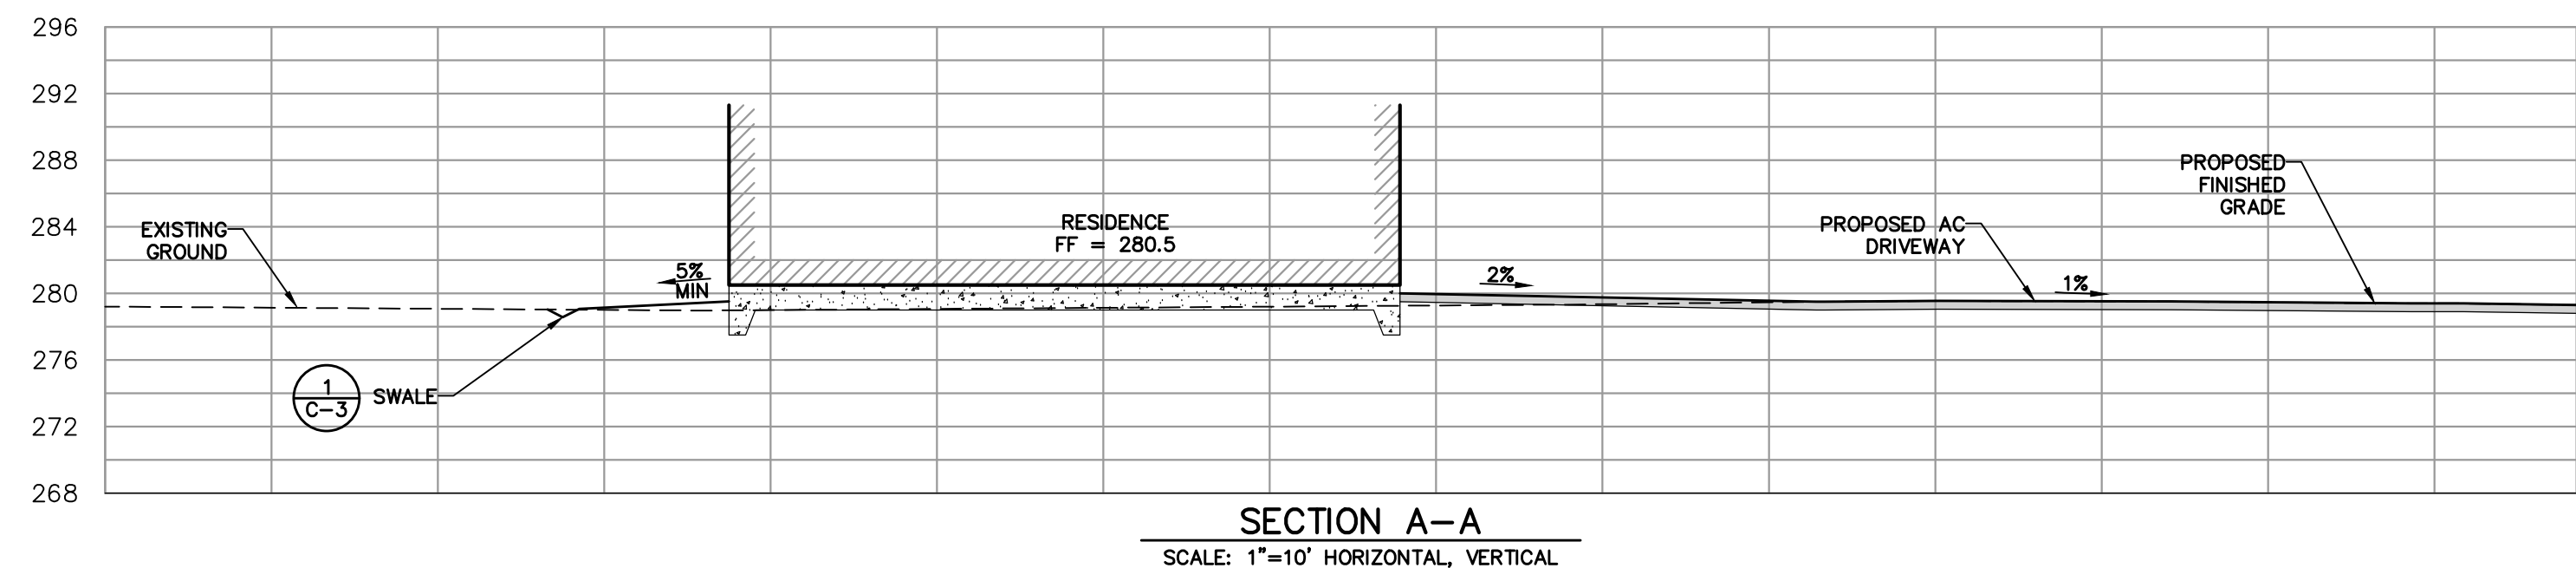 296
292
288
284
280
276
272
268
EXISTING
GROUND
1
C-3
SWALE
5%
MIN
RESIDENCE
FF = 280.5
2%
PROPOSED AC
DRIVEWAY
1%
PROPOSED
FINISHED
GRADE
SECTION A-A
SCALE: 1"=10' HORIZONTAL, VERTICAL